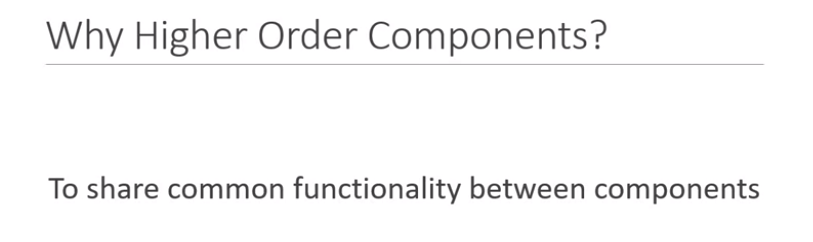 Why Higher Order Components?
To share common functionality between components